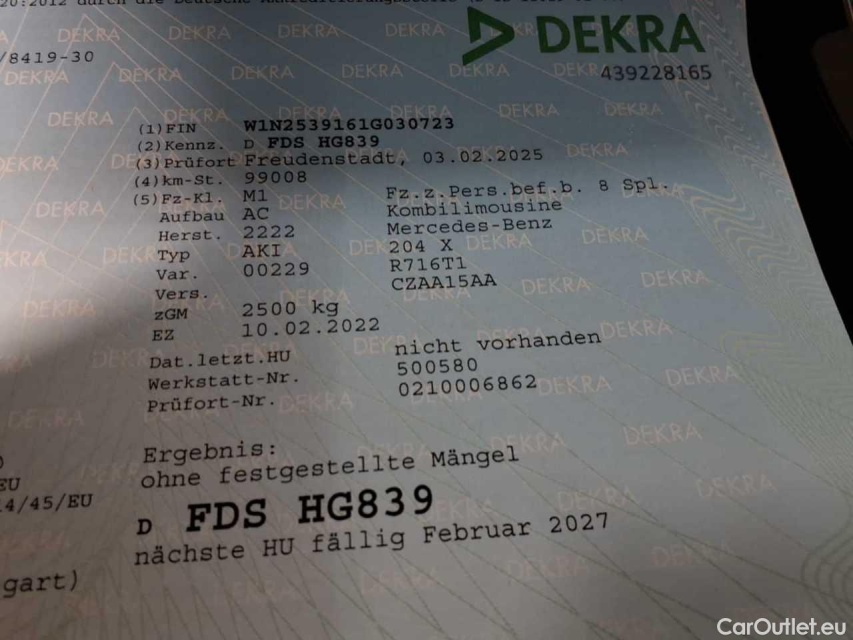 /8419-30
DEKRA
439228165
(1)FIN W1N2539161G030723
(2)Kennz. D FDS HG839
(3)Prüfort Freudenstadt, 03.02.2025
(4)km-St. 99008
(5)Fz-Kl. M1 Fz.z.Pers.bef.b. 8 Spl.
Aufbau AC Kombilimousine
Herst. 2222 Mercedes-Benz
Typ AKI 204 X
Var. 00229 R716T1
Vers. CZAA15AA
zGM 2500 kg
EZ 10.02.2022
Dat.letzt.HU nicht vorhanden
Werkstatt-Nr. 500580
Prüfort-Nr. 0210006862
Ergebnis:
ohne festgestellte Mängel
EU
4/45/EU
D FDS HG839
nächste HU fällig Februar 2027
gart)
CarOutlet.eu